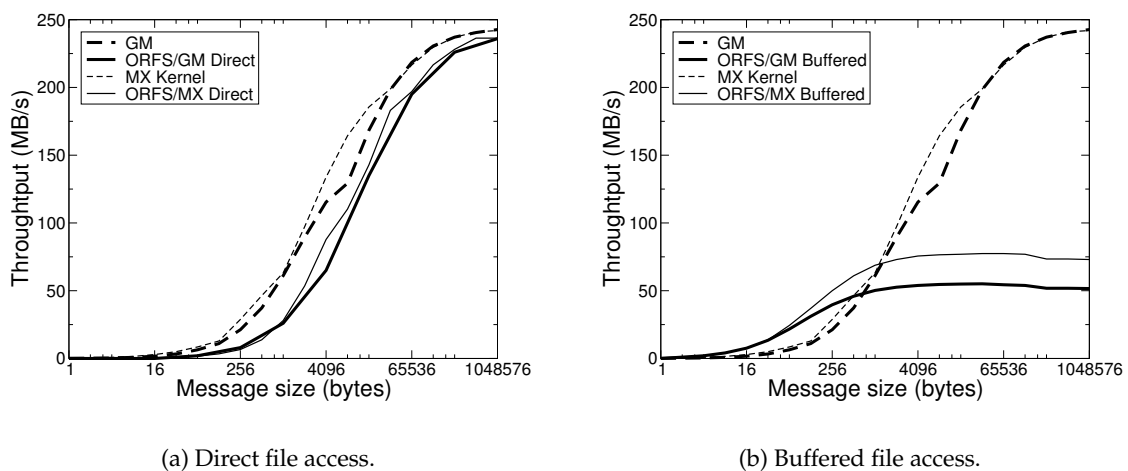 250
200
150
100
50
0
Throughtput (MB/s)
GM
ORFS/GM Direct
MX Kernel
ORFS/MX Direct
1 16 256 4096 65536 1048576
Message size (bytes)
(a) Direct file access.
250
200
150
100
50
0
Throughtput (MB/s)
GM
ORFS/GM Buffered
MX Kernel
ORFS/MX Buffered
1 16 256 4096 65536 1048576
Message size (bytes)
(b) Buffered file access.